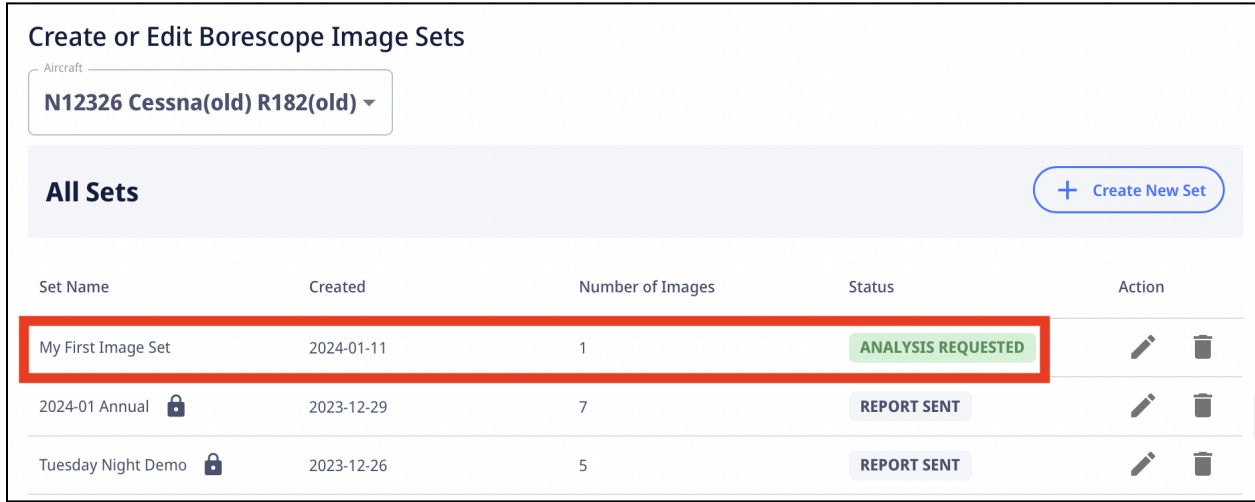 Create or Edit Borescope Image Sets
Aircraft
N12326 Cessna(old) R182(old)
All Sets
Create New Set
Set Name Created Number of Images Status Action
My First Image Set 2024-01-11 1 ANALYSIS REQUESTED
2024-01 Annual 2023-12-29 7 REPORT SENT
Tuesday Night Demo 2023-12-26 5 REPORT SENT